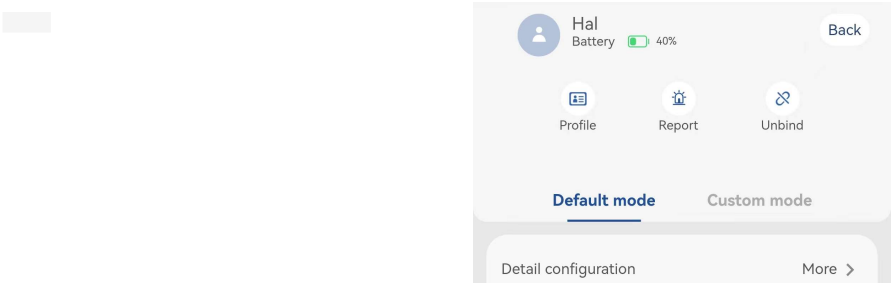 Hal
Back
Battery 40%
Profile Report Unbind
Default mode Custom mode
Detail configuration More